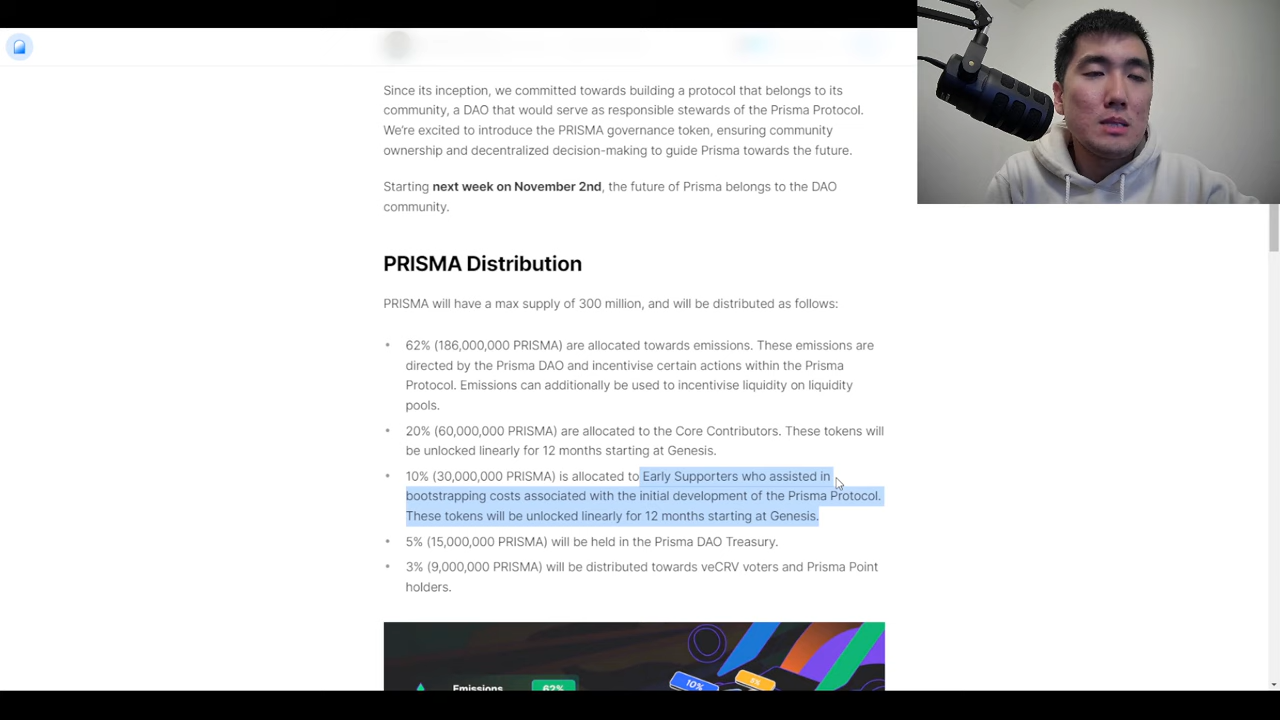 Since its inception, we committed towards building a protocol that belongs to its
community, a DAO that would serve as responsible stewards of the Prisma Protocol.
We're excited to introduce the PRISMA governance token, ensuring community
ownership and decentralized decision-making to guide Prisma towards the future.
Starting next week on November 2nd, the future of Prisma belongs to the DAO
community.
PRISMA Distribution
PRISMA will have a max supply of 300 million, and will be distributed as follows:
• 62% (186,000,000 PRISMA) are allocated towards emissions. These emissions are
directed by the Prisma DAO and incentivise certain actions within the Prisma
Protocol. Emissions can additionally be used to incentivise liquidity on liquidity
pools.
• 20% (60,000,000 PRISMA) are allocated to the Core Contributors. These tokens will
be unlocked linearly for 12 months starting at Genesis.
• 10% (30,000,000 PRISMA) is allocated to Early Supporters who assisted in
bootstrapping costs associated with the initial development of the Prisma Protocol.
These tokens will be unlocked linearly for 12 months starting at Genesis.
• 5% (15,000,000 PRISMA) will be held in the Prisma DAO Treasury.
• 3% (9,000,000 PRISMA) will be distributed towards veCRV voters and Prisma Point
holders.
10% 5%
Emissions 62%